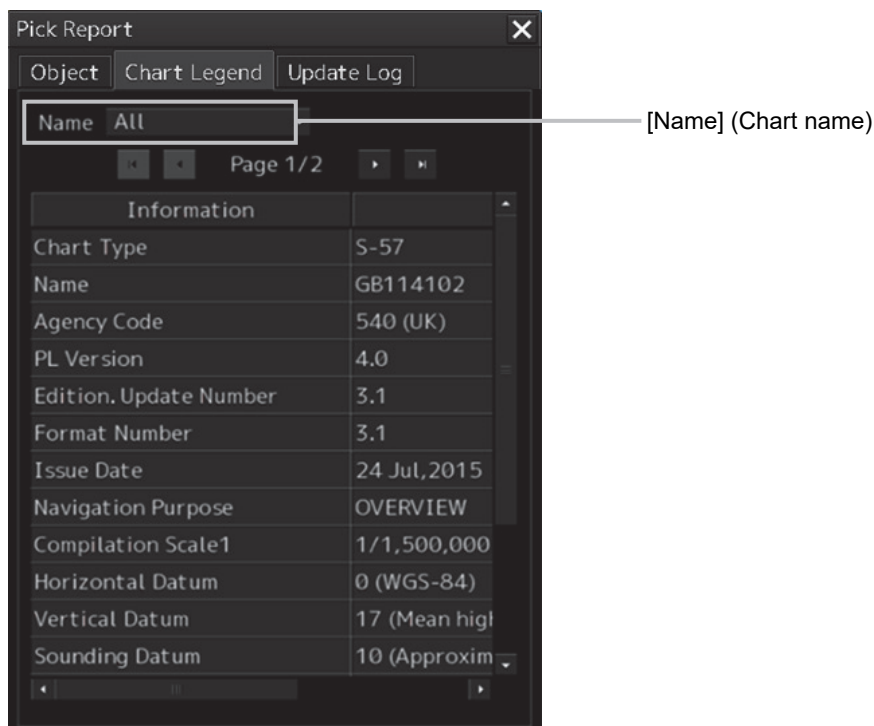 Pick Report
Object Chart Legend Update Log
Name All
[Name] (Chart name)
Page 1/2
Information
Chart Type S-57
Name GB114102
Agency Code 540 (UK)
PL Version 4.0
Edition.Update Number 3.1
Format Number 3.1
Issue Date 24 Jul,2015
Navigation Purpose OVERVIEW
Compilation Scale1 1/1,500,000
Horizontal Datum 0 (WGS-84)
Vertical Datum 17 (Mean high
Sounding Datum 10 (Approxim